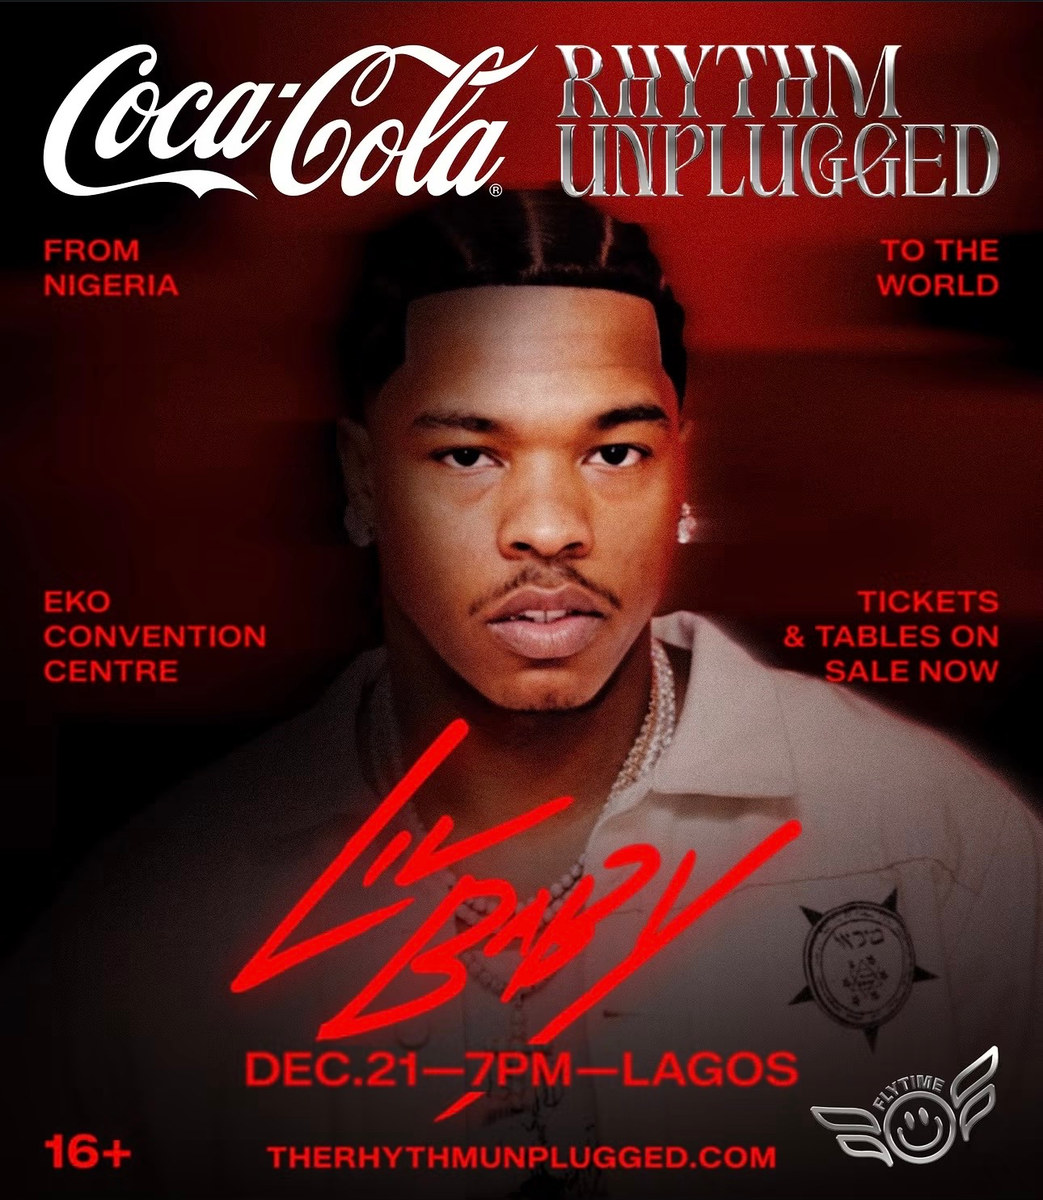 Coca-Cola®
RHYTHM
UNPLUGGED
FROM
NIGERIA
TO THE
WORLD
EKO
CONVENTION
CENTRE
TICKETS
& TABLES ON
SALE NOW
LIL
BABY
DEC.21—7PM—LAGOS
FLYTIME
16+
THERHYTHMUNPLUGGED.COM